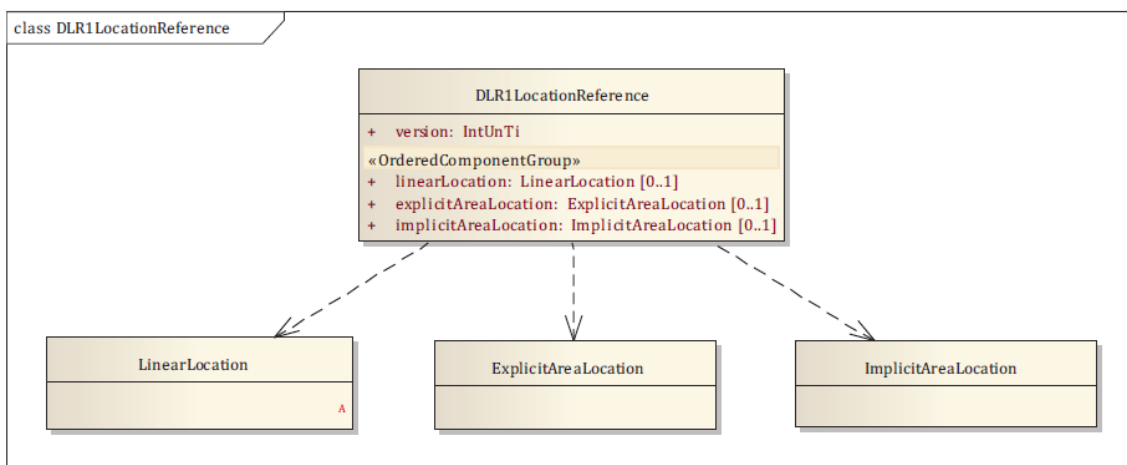 class DLR1LocationReference
DLR1LocationReference
+ version: IntUnTi
«OrderedComponentGroup»
+ linearLocation: LinearLocation [0..1]
+ explicitAreaLocation: ExplicitAreaLocation [0..1]
+ implicitAreaLocation: ImplicitAreaLocation [0..1]
LinearLocation
A
ExplicitAreaLocation
ImplicitAreaLocation